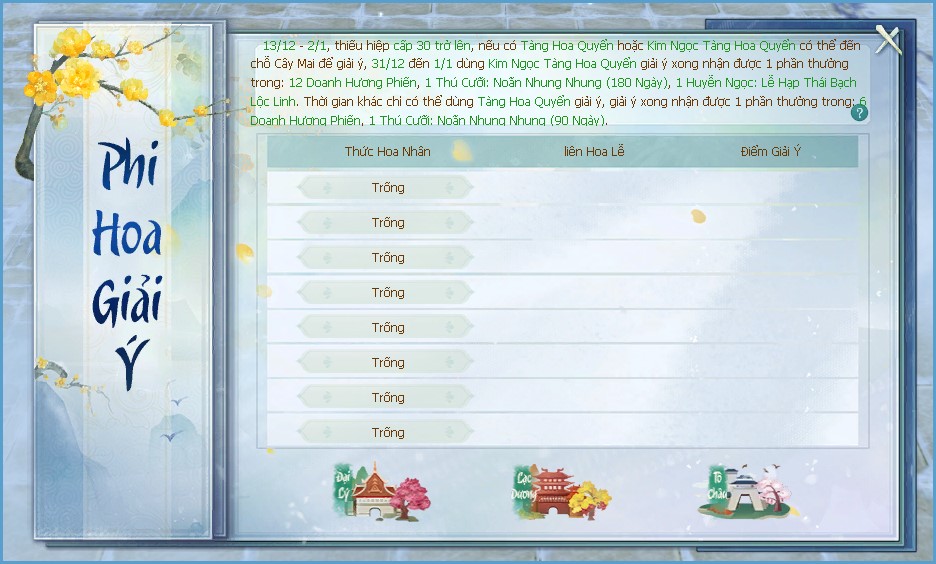 Phi
Hoa
Giải
Ý
13/12 - 2/1, thiếu hiệp cấp 30 trở lên, nếu có Tàng Hoa Quyển hoặc Kim Ngọc Tàng Hoa Quyển có thể đến
chỗ Cây Mai để giải ý, 31/12 đến 1/1 dùng Kim Ngọc Tàng Hoa Quyển giải ý xong nhận được 1 phần thưởng
trong: 12 Doanh Hương Phiến, 1 Thú Cưỡi: Noãn Nhung Nhung (180 Ngày), 1 Huyễn Ngọc: Lễ Hạp Thái Bạch
Lộc Linh. Thời gian khác chỉ có thể dùng Tàng Hoa Quyển giải ý, giải ý xong nhận được 1 phần thưởng trong: 6
Doanh Hương Phiến, 1 Thú Cưỡi: Noãn Nhung Nhung (90 Ngày).
?
Thức Hoa Nhân liên Hoa Lễ Điểm Giải Ý
Trống
Trống
Trống
Trống
Trống
Trống
Trống
Trống
Đại Lý
Lạc Dương
Tô Châu